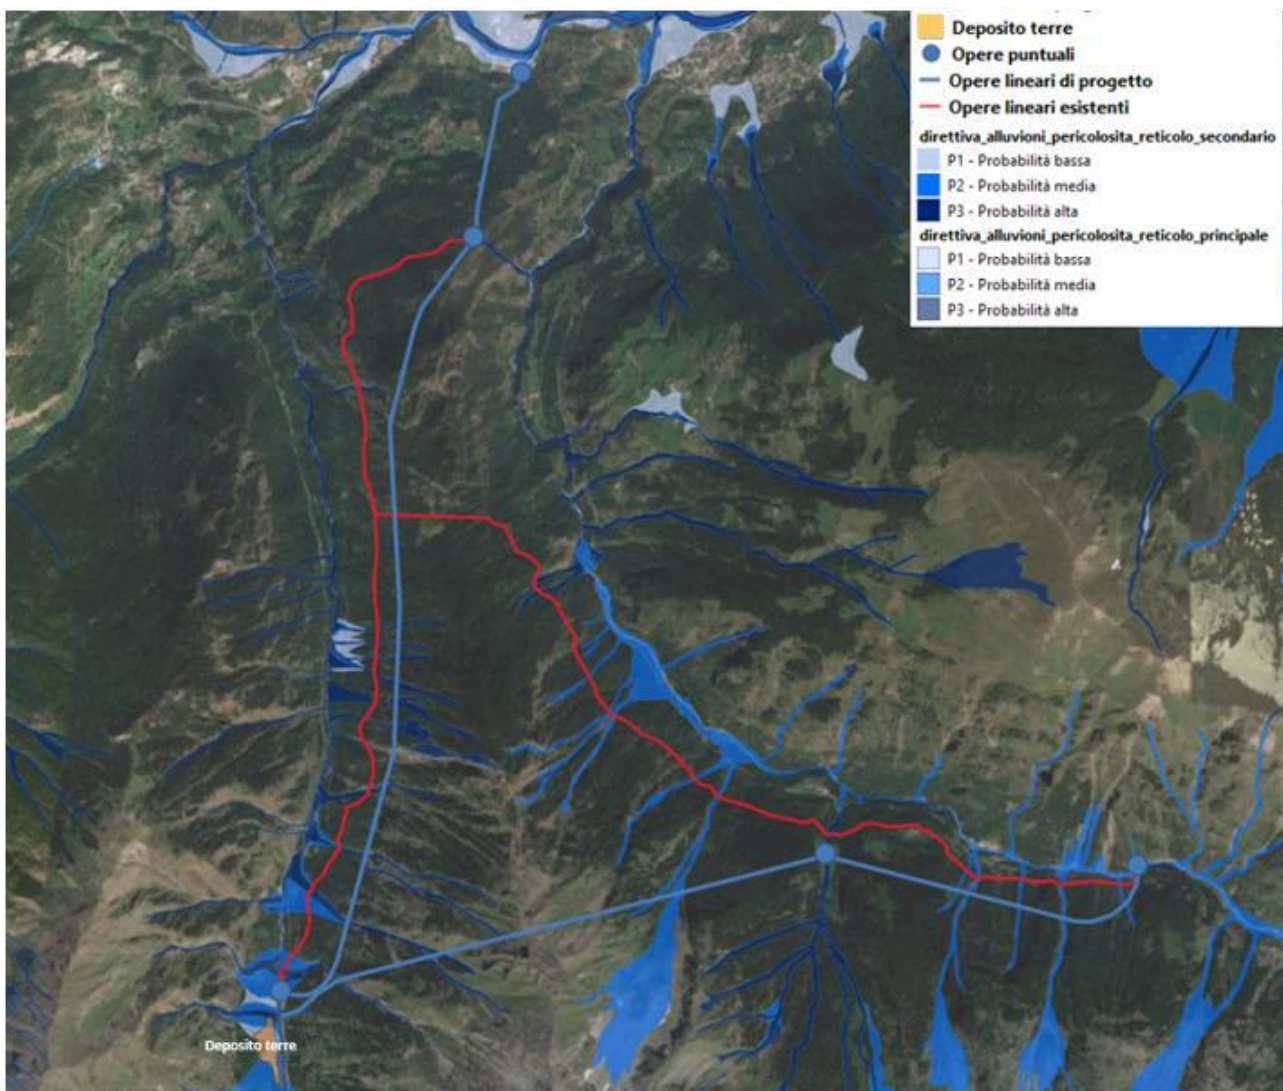 Deposito terre
Opere puntuali
Opere lineari di progetto
Opere lineari esistenti
direttiva_alluvioni_pericolosita_reticolo_secondario
P1 - Probabilità bassa
P2 - Probabilità media
P3 - Probabilità alta
direttiva_alluvioni_pericolosita_reticolo_principale
P1 - Probabilità bassa
P2 - Probabilità media
P3 - Probabilità alta
Deposito terre